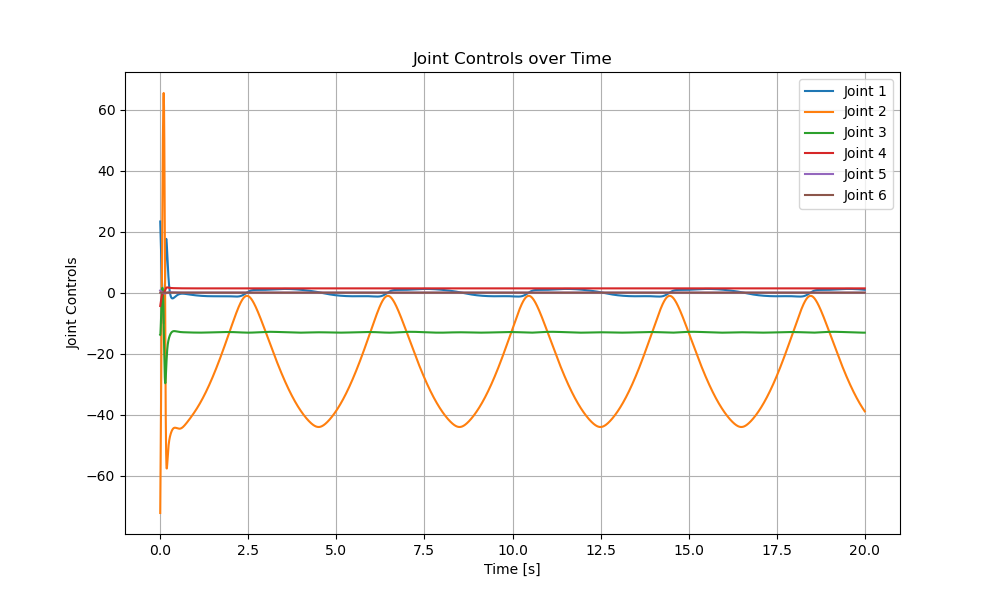 Joint Controls over Time
Joint Controls
60
40
20
0
−20
−40
−60
Joint 1
Joint 2
Joint 3
Joint 4
Joint 5
Joint 6
0.0 2.5 5.0 7.5 10.0 12.5 15.0 17.5 20.0
Time [s]